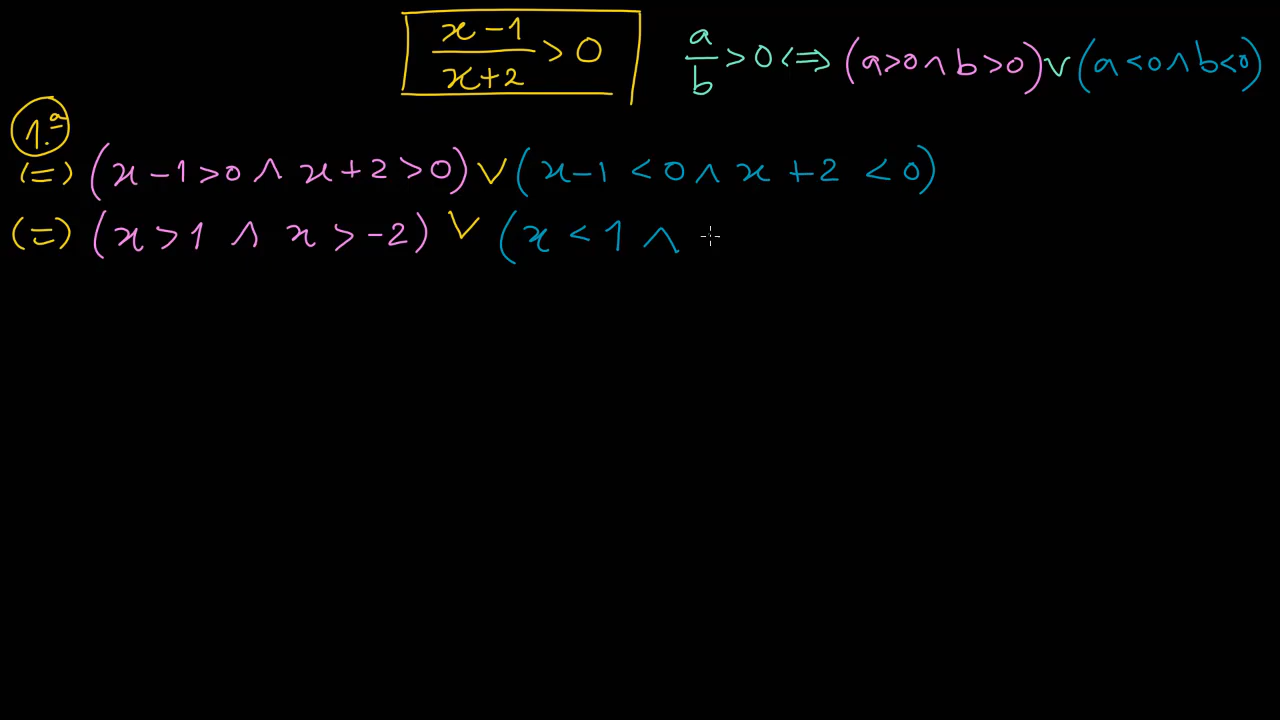 x-1/x+2 > 0 a/b > 0 <=> (a>0 ∧ b>0) ∨ (a<0 ∧ b<0)
1.ª
(=) (x-1>0 ∧ x+2>0) ∨ (x-1<0 ∧ x+2<0)
(=) (x>1 ∧ x>-2) ∨ (x<1 ∧